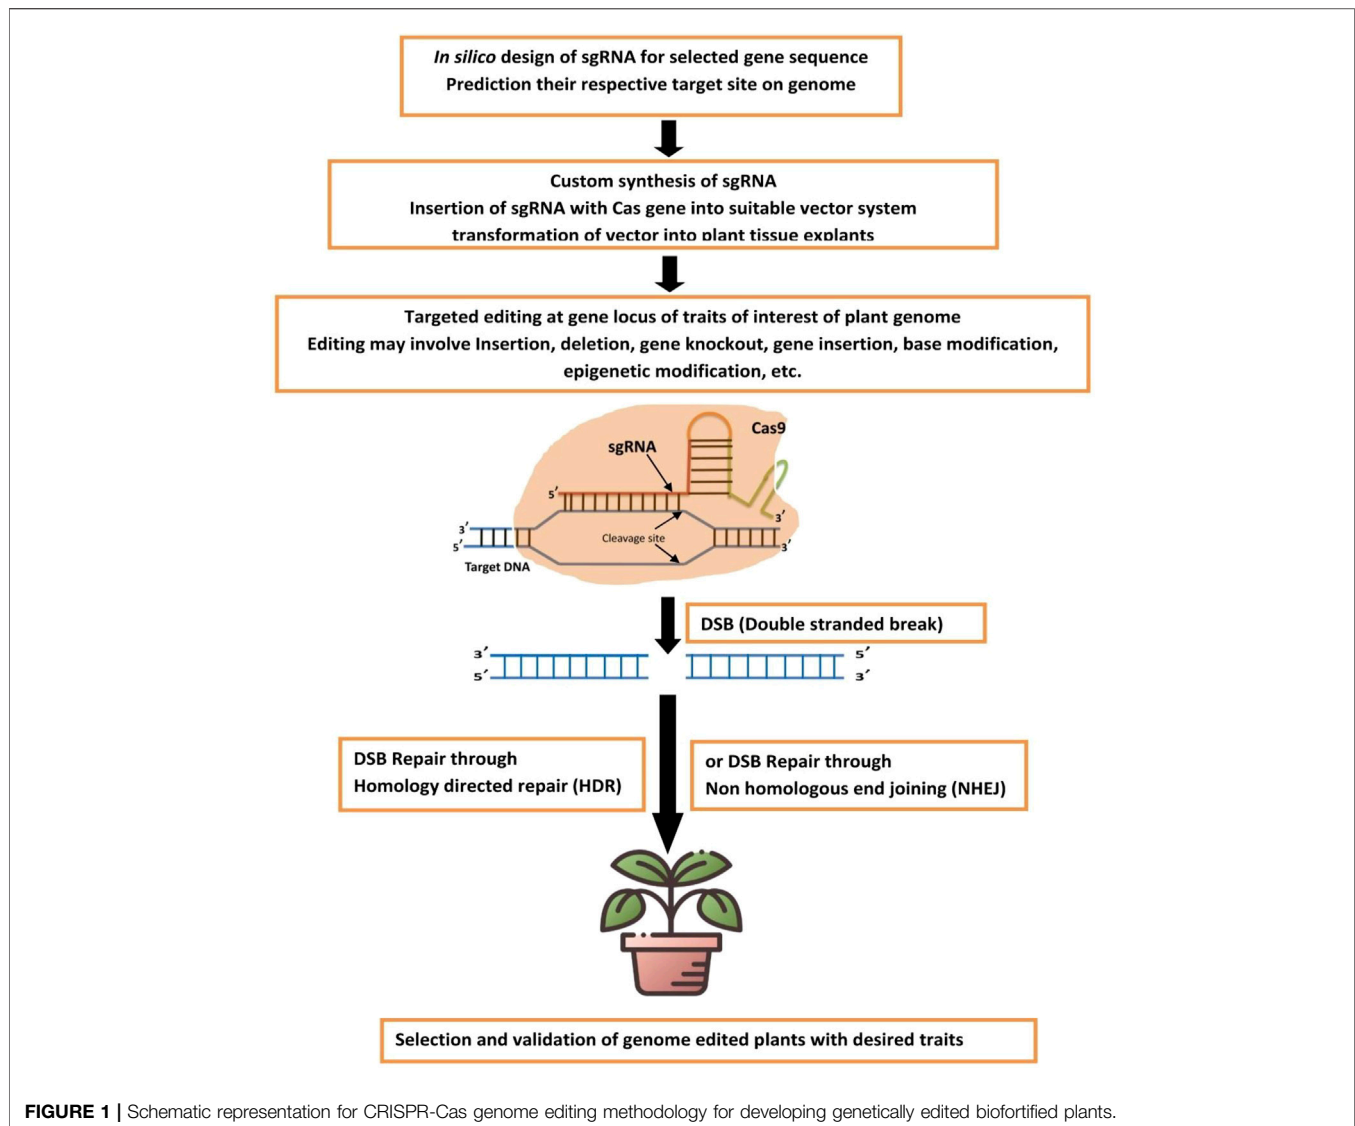 In silico design of sgRNA for selected gene sequence
Prediction their respective target site on genome
Custom synthesis of sgRNA
Insertion of sgRNA with Cas gene into suitable vector system
transformation of vector into plant tissue explants
Targeted editing at gene locus of traits of interest of plant genome
Editing may involve Insertion, deletion, gene knockout, gene insertion, base modification,
epigenetic modification, etc.
Cas9
sgRNA
5′
3′
3′
Cleavage site
5′
3′
Target DNA
DSB (Double stranded break)
3′ 5′
5′ 3′
DSB Repair through
Homology directed repair (HDR)
or DSB Repair through
Non homologous end joining (NHEJ)
Selection and validation of genome edited plants with desired traits
FIGURE 1 | Schematic representation for CRISPR-Cas genome editing methodology for developing genetically edited biofortified plants.